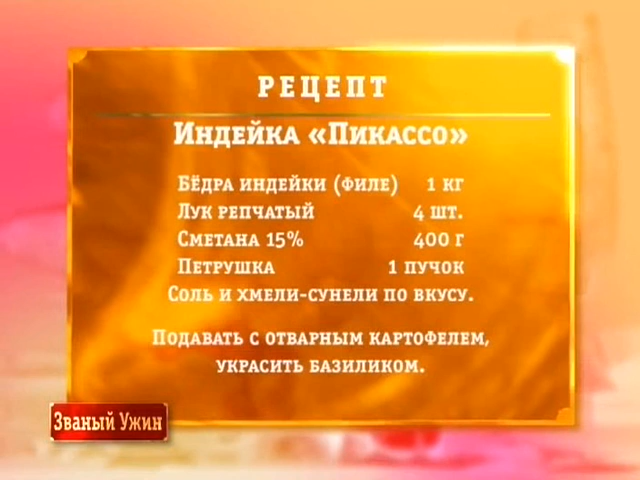 Рецепт
Индейка «Пикассо»
Бёдра индейки (филе) 1 кг
Лук репчатый 4 шт.
Сметана 15% 400 г
Петрушка 1 пучок
Соль и хмели-сунели по вкусу.
Подавать с отварным картофелем,
украсить базиликом.
Званый Ужин